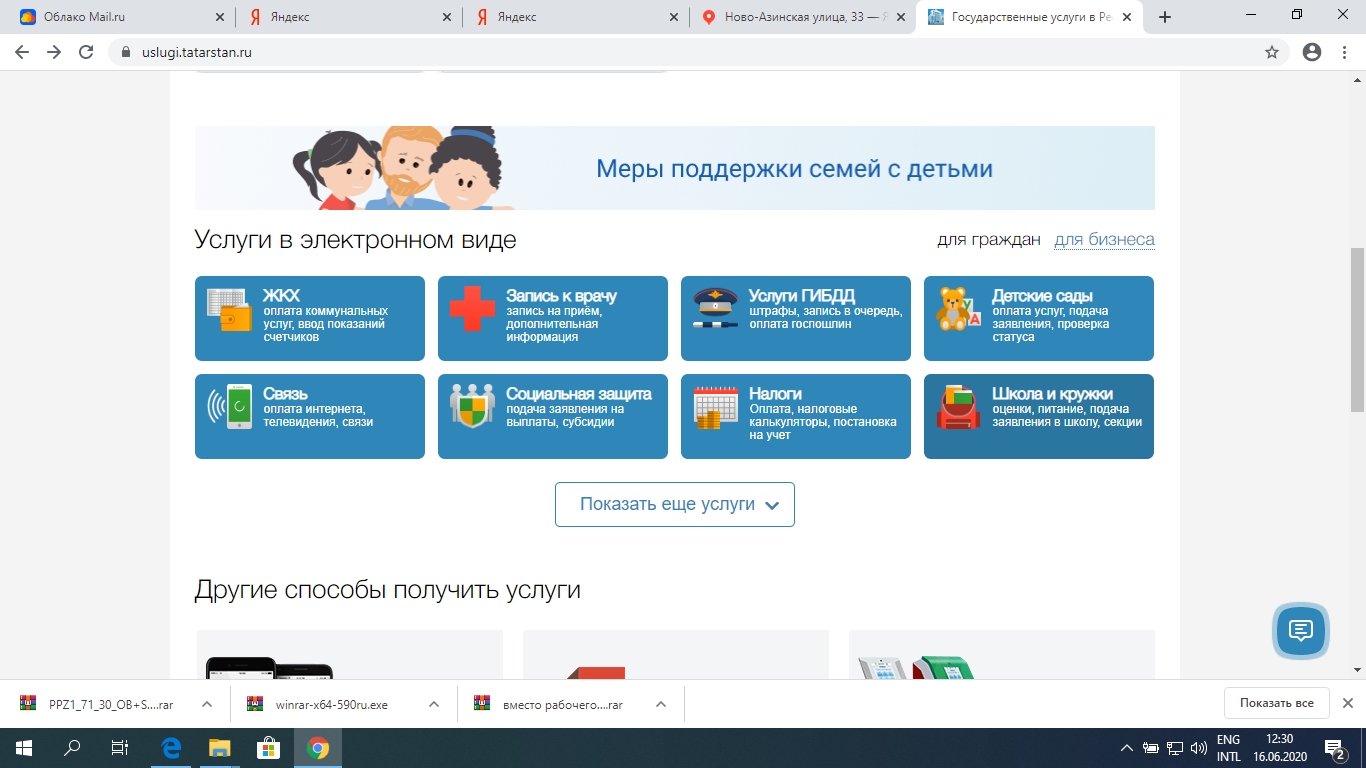 Облако Mail.ru
Яндекс
Яндекс
Ново-Азинская улица, 33 — Я
Государственные услуги в Ре
uslugi.tatarstan.ru
Меры поддержки семей с детьми
Услуги в электронном виде
для граждан для бизнеса
ЖКХ
оплата коммунальных
услуг, ввод показаний
счетчиков
Запись к врачу
запись на приём,
дополнительная
информация
Услуги ГИБДД
штрафы, запись в очередь,
оплата госпошлин
Детские сады
оплата услуг, подача
заявления, проверка
статуса
Связь
оплата интернета,
телевидения, связи
Социальная защита
подача заявления на
выплаты, субсидии
Налоги
Оплата, налоговые
калькуляторы, постановка
на учет
Школа и кружки
оценки, питание, подача
заявления в школу, секции
Показать еще услуги
Другие способы получить услуги
PPZ1_71_30_OB+S....rar
winrar-x64-590ru.exe
вместо рабочего....rar
Показать все
ENG
INTL
12:30
16.06.2020
2